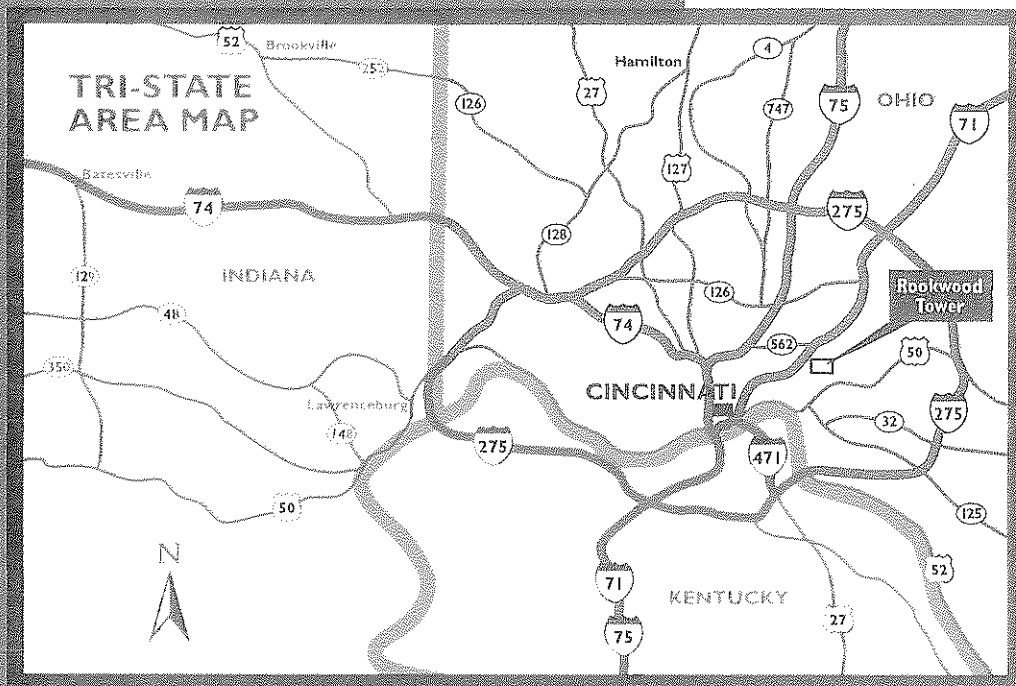 52
Brookville
252
TRI-STATE
AREA MAP
126
27
Hamilton
4
747
75
OHIO
71
Batesville
74
127
275
128
129
INDIANA
126
Rookwood
Tower
48
74
562
50
350
CINCINNATI
Lawrenceburg
148
275
32
275
471
50
125
N
52
71
KENTUCKY
27
75